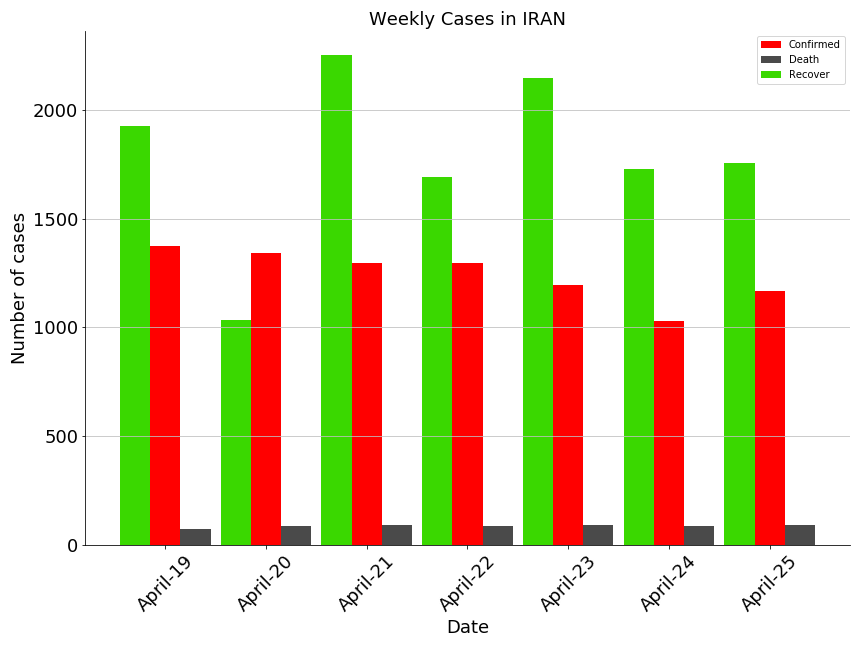 Weekly Cases in IRAN
Confirmed
Death
Recover
Number of cases
2000
1500
1000
500
0
April-19
April-20
April-21
April-22
April-23
April-24
April-25
Date